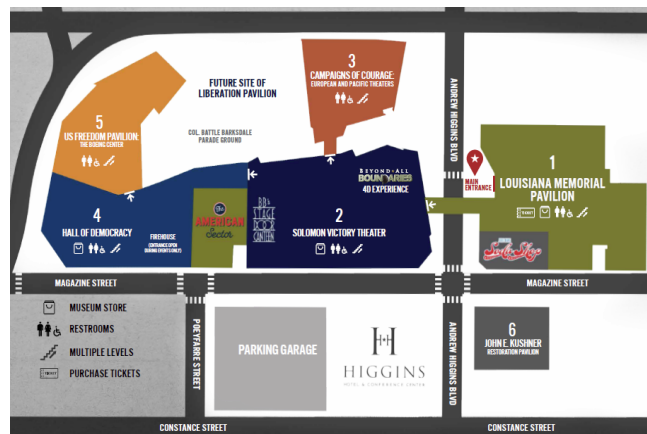 FUTURE SITE OF
LIBERATION PAVILION
3
CAMPAIGNS OF COURAGE:
EUROPEAN AND PACIFIC THEATERS
ANDREW HIGGINS BLVD
5
US FREEDOM PAVILION:
THE BOEING CENTER
COL. BATTLE BARKSDALE
PARADE GROUND
BEYOND ALL
BOUNDARIES
4D EXPERIENCE
MAIN
ENTRANCE
1
LOUISIANA MEMORIAL
PAVILION
TICKET
4
HALL OF DEMOCRACY
FIREHOUSE
(ENTRANCE OPEN
DURING EVENTS ONLY)
The
AMERICAN
Sector
BB's
STAGE
DOOR
CANTEEN
2
SOLOMON VICTORY THEATER
Soda Shop
MAGAZINE STREET
MAGAZINE STREET
MUSEUM STORE
RESTROOMS
MULTIPLE LEVELS
TICKET
PURCHASE TICKETS
POEYFARRE STREET
PARKING GARAGE
H
HIGGINS
HOTEL & CONFERENCE CENTER
ANDREW HIGGINS BLVD
6
JOHN E. KUSHNER
RESTORATION PAVILION
CONSTANCE STREET
CONSTANCE STREET